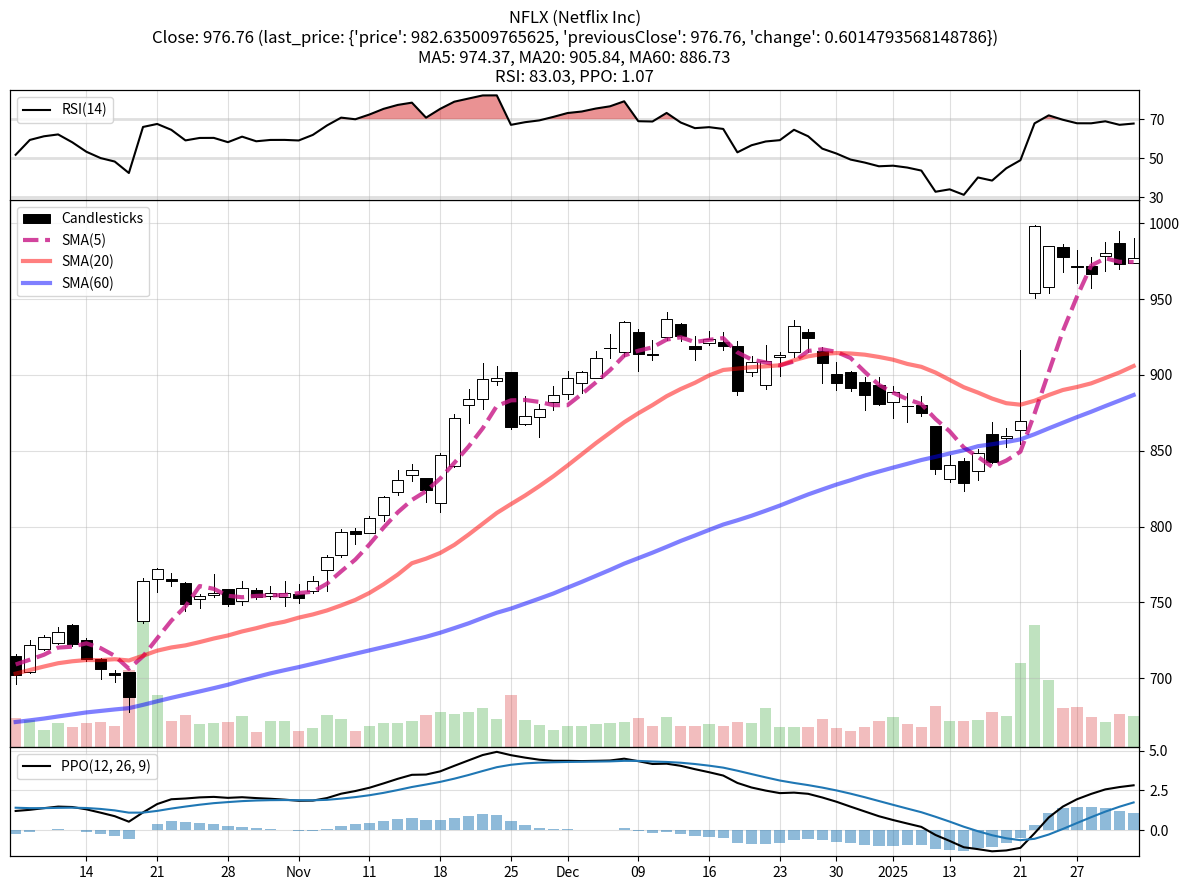 NFLX (Netflix Inc)
Close: 976.76 (last_price: {'price': 982.635009765625, 'previousClose': 976.76, 'change': 0.6014793568148786})
MA5: 974.37, MA20: 905.84, MA60: 886.73
RSI: 83.03, PPO: 1.07
RSI(14)
70
50
30
Candlesticks
SMA(5)
SMA(20)
SMA(60)
1000
950
900
850
800
750
700
PPO(12, 26, 9)
5.0
2.5
0.0
14 21 28 Nov 11 18 25 Dec 09 16 23 30 2025 13 21 27